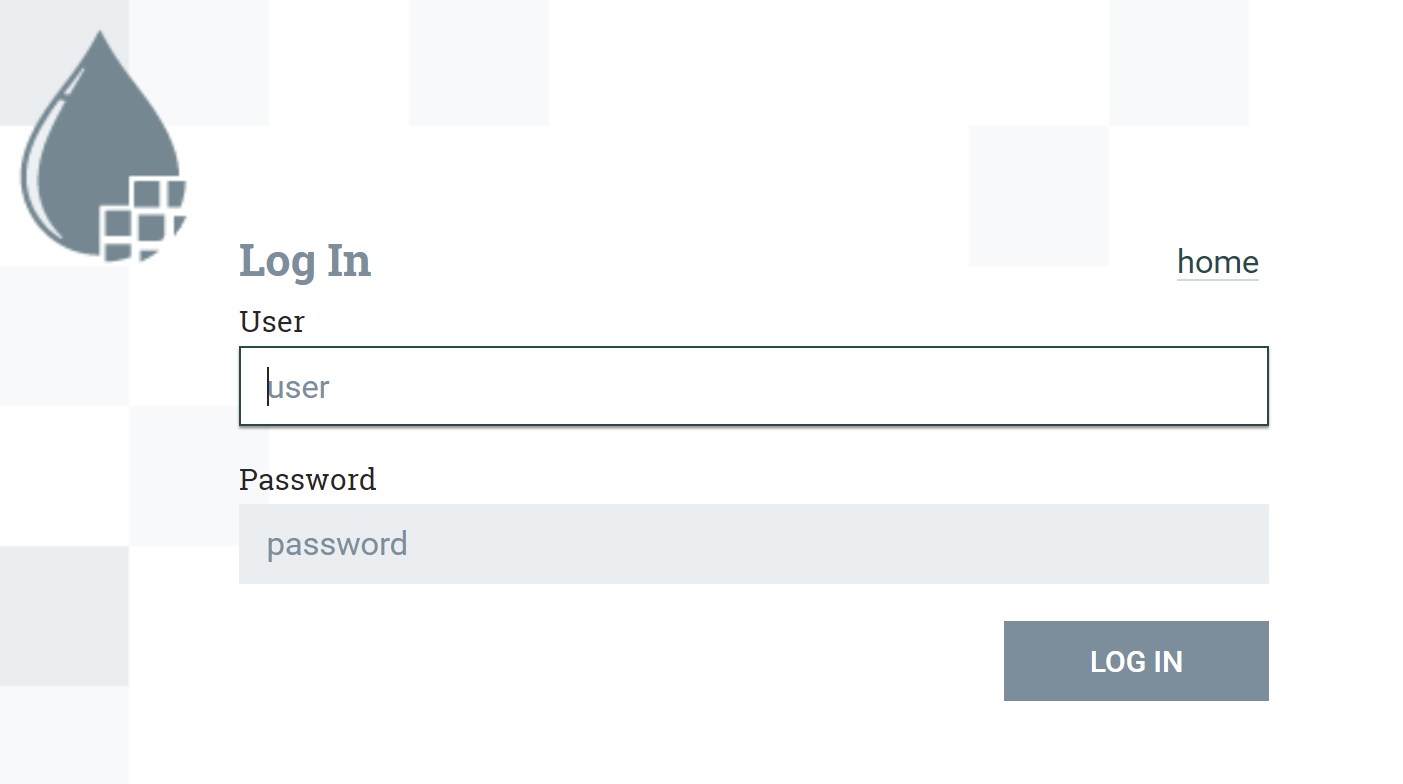 Log In
home
User
user
Password
password
LOG IN